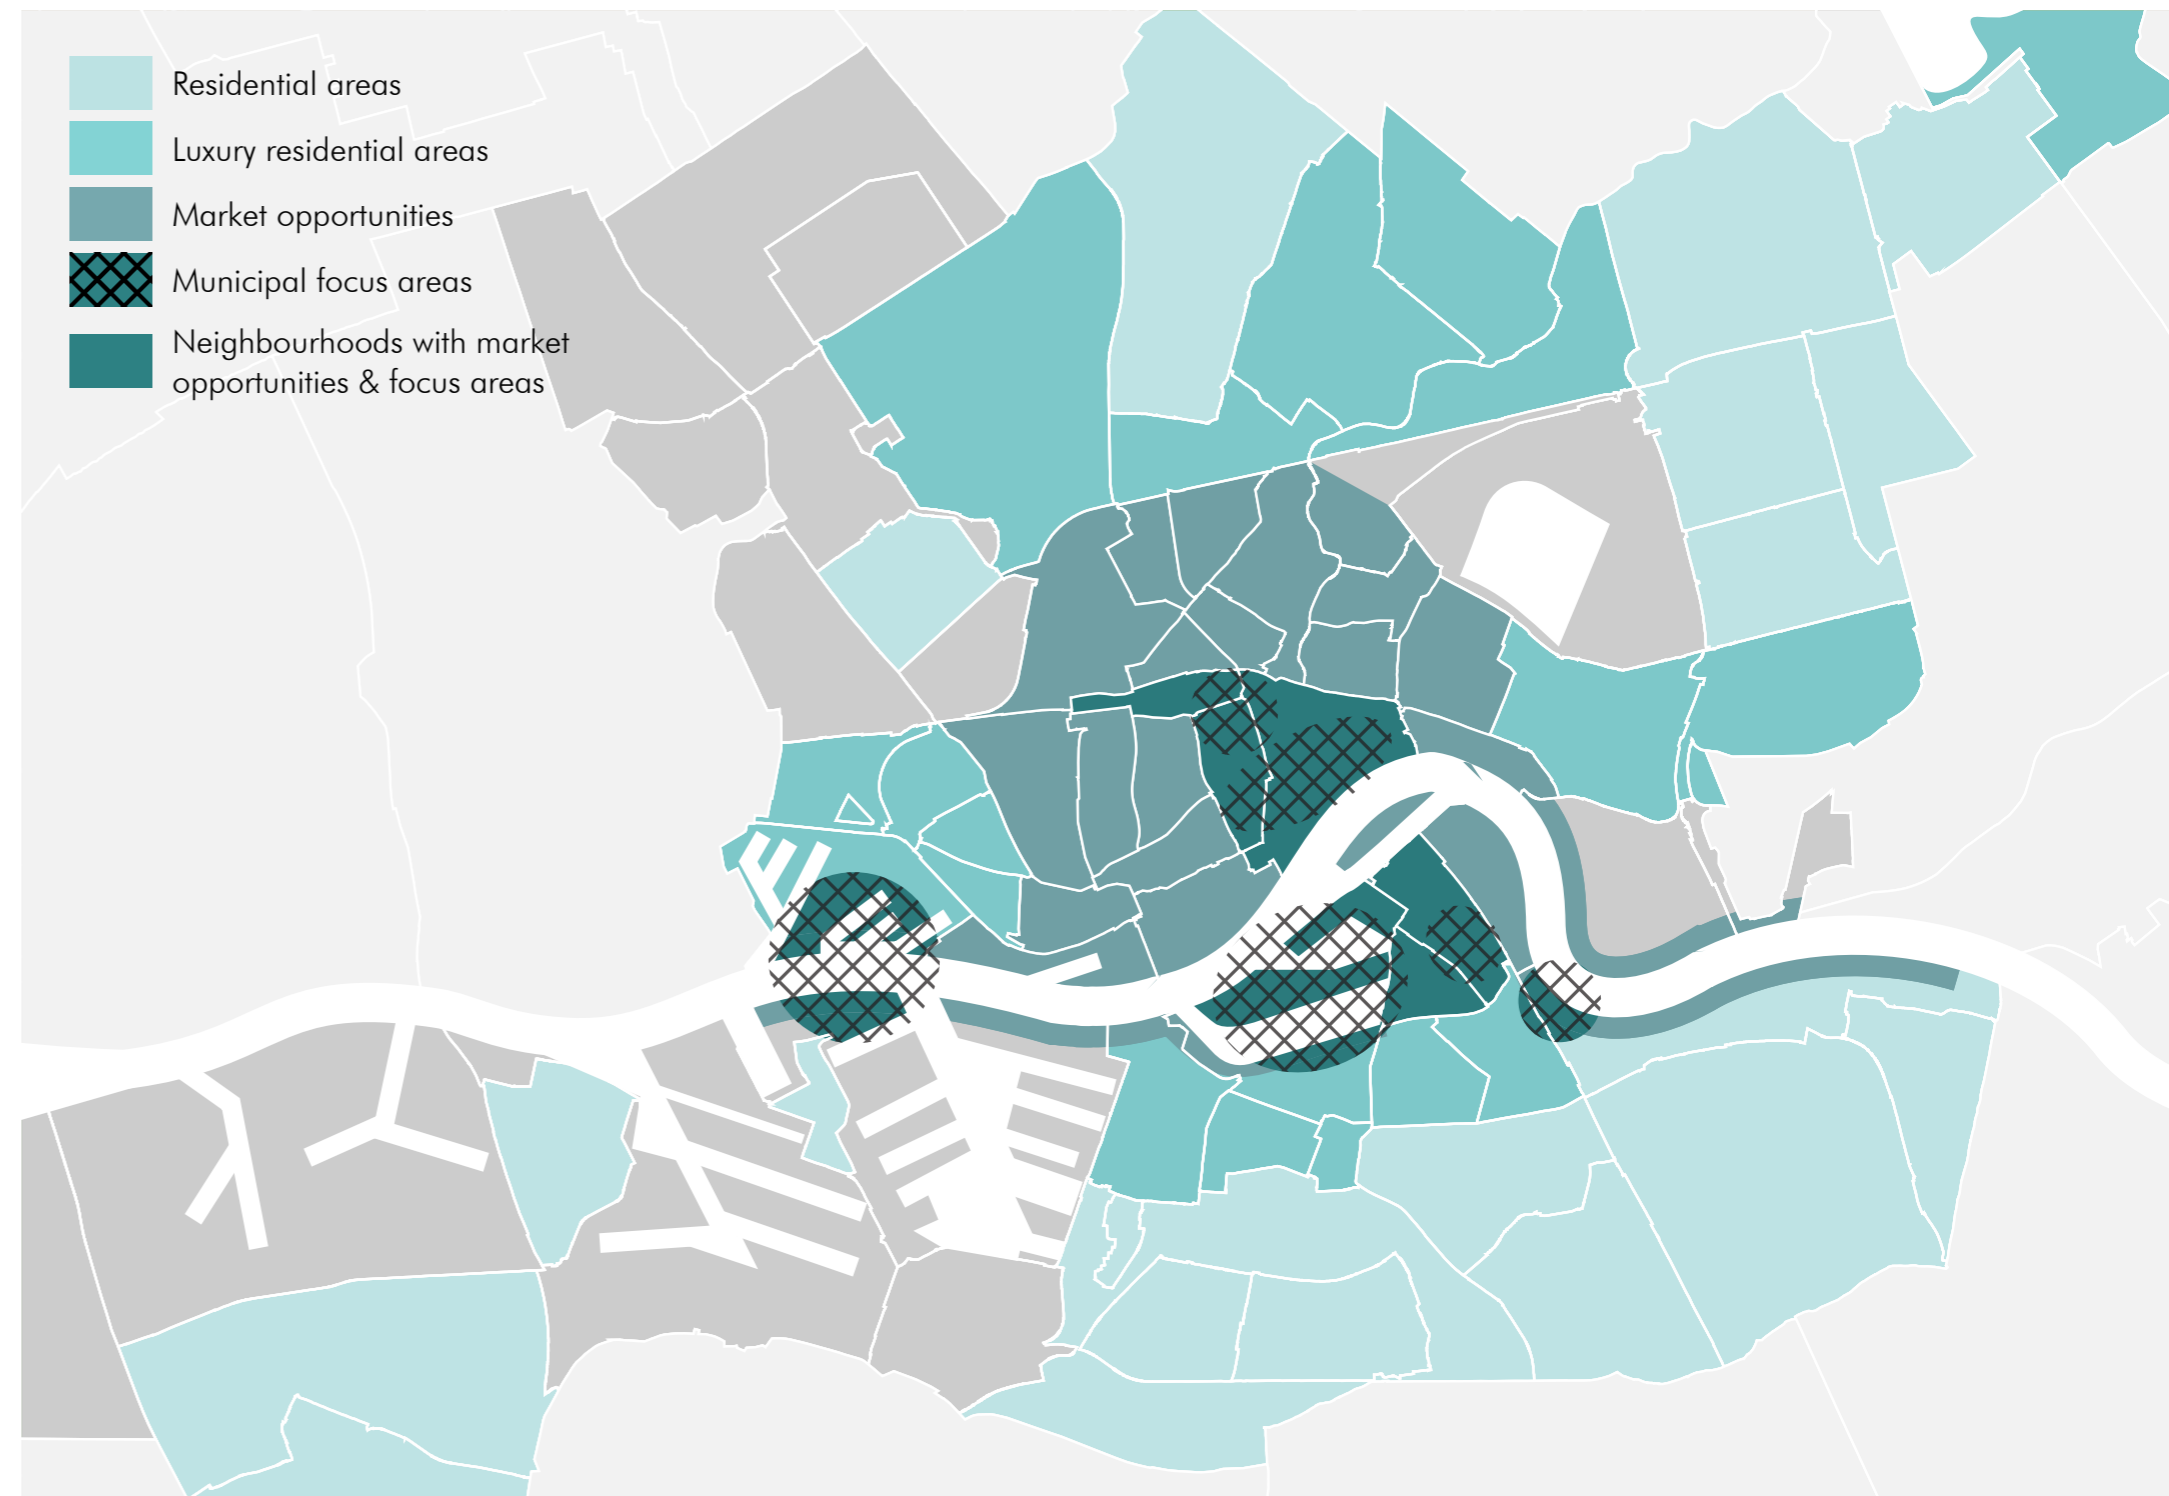 Residential areas
Luxury residential areas
Market opportunities
Municipal focus areas
Neighbourhoods with market
opportunities & focus areas